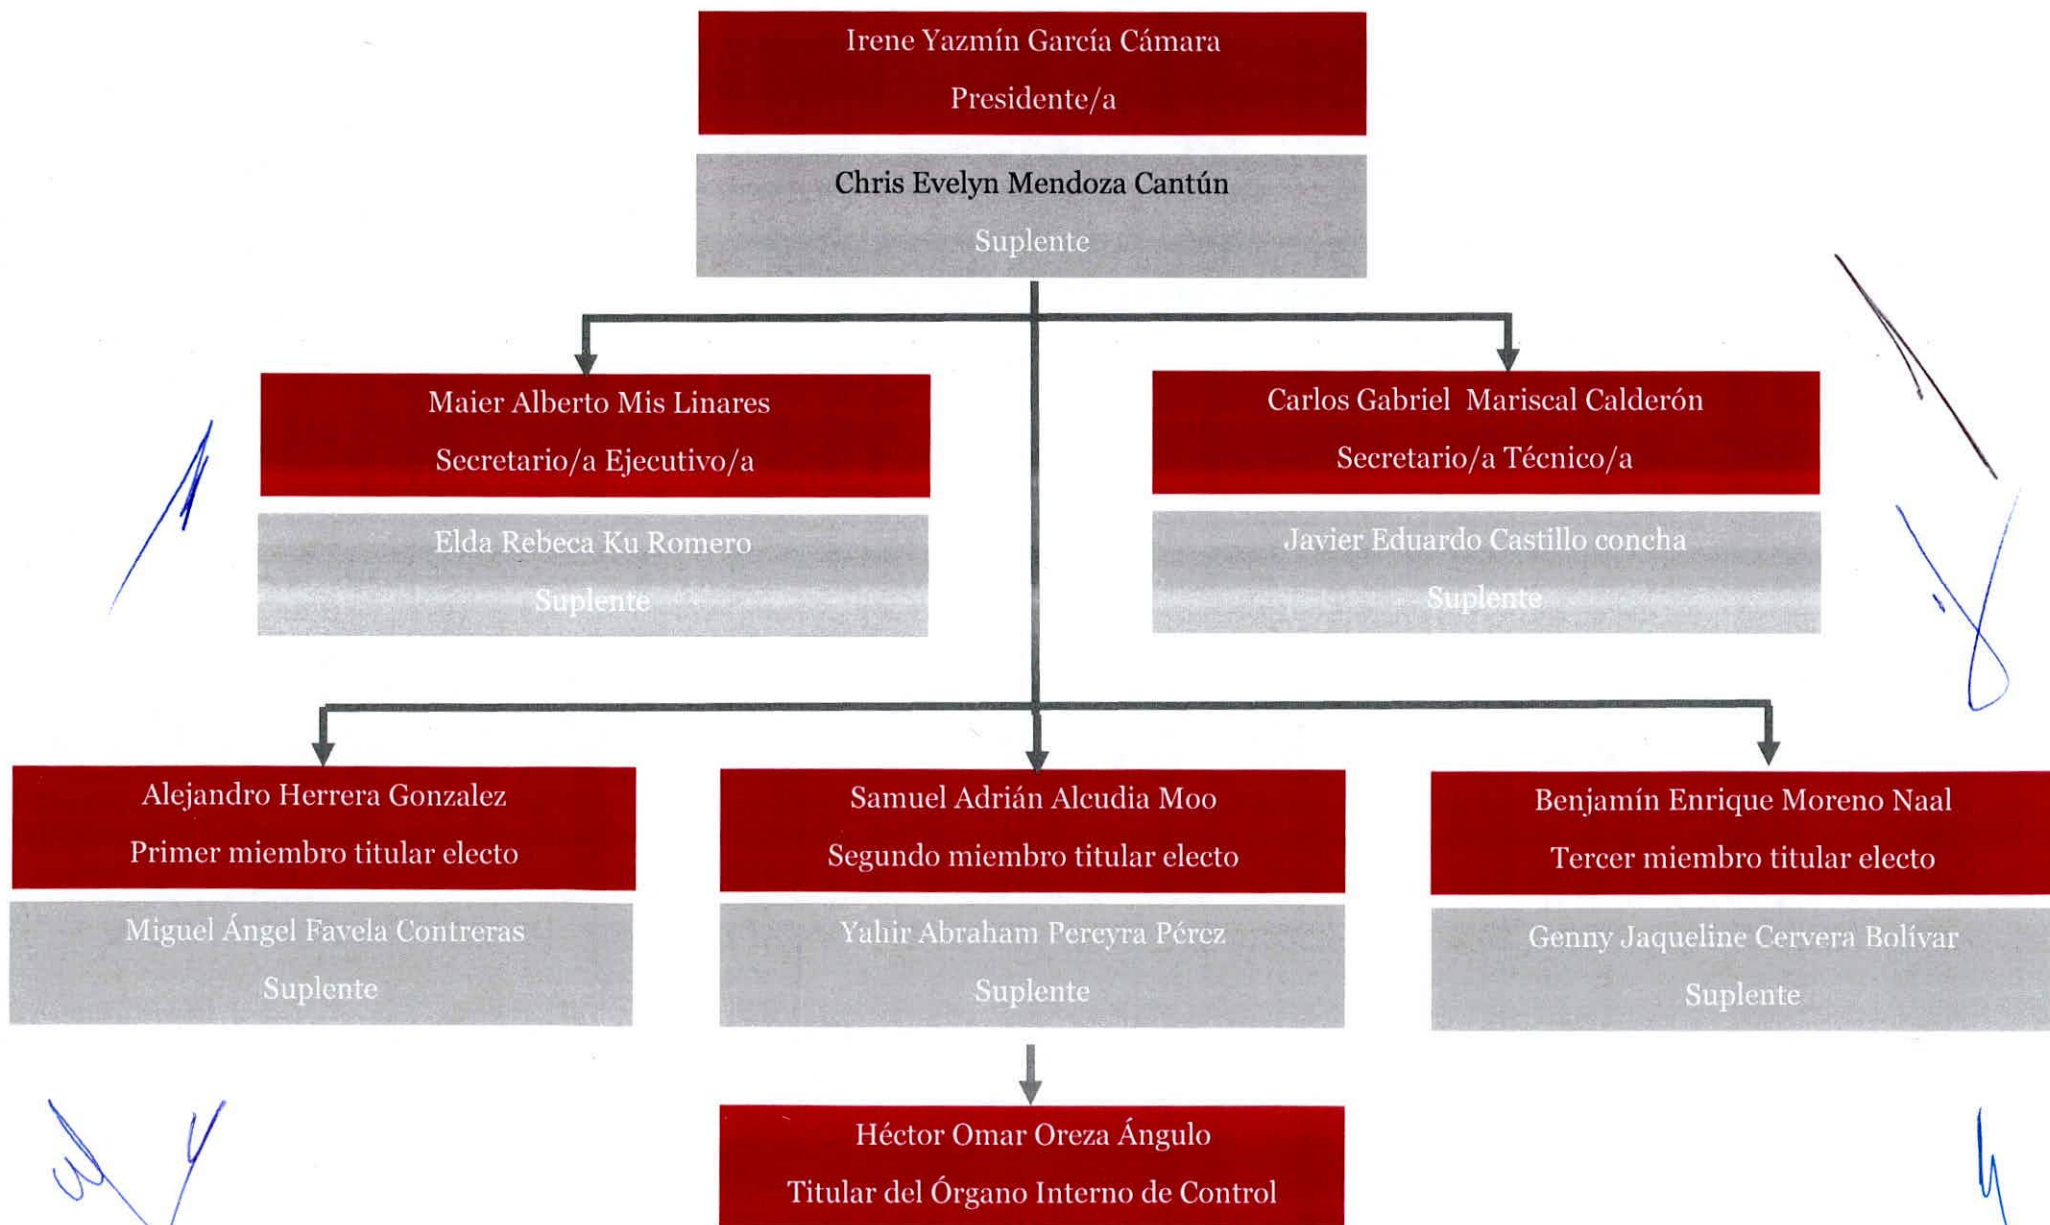 Irene Yazmín García Cámara
Presidente/a
Chris Evelyn Mendoza Cantún
Suplente
Maier Alberto Mis Linares
Secretario/a Ejecutivo/a
Elda Rebeca Ku Romero
Suplente
Carlos Gabriel Mariscal Calderón
Secretario/a Técnico/a
Javier Eduardo Castillo concha
Suplente
Alejandro Herrera Gonzalez
Primer miembro titular electo
Miguel Ángel Favela Contreras
Suplente
Samuel Adrián Alcudia Moo
Segundo miembro titular electo
Yahir Abraham Pereyra Pérez
Suplente
Benjamín Enrique Moreno Naal
Tercer miembro titular electo
Genny Jaqueline Cervera Bolívar
Suplente
Héctor Omar Oreza Ángulo
Titular del Órgano Interno de Control